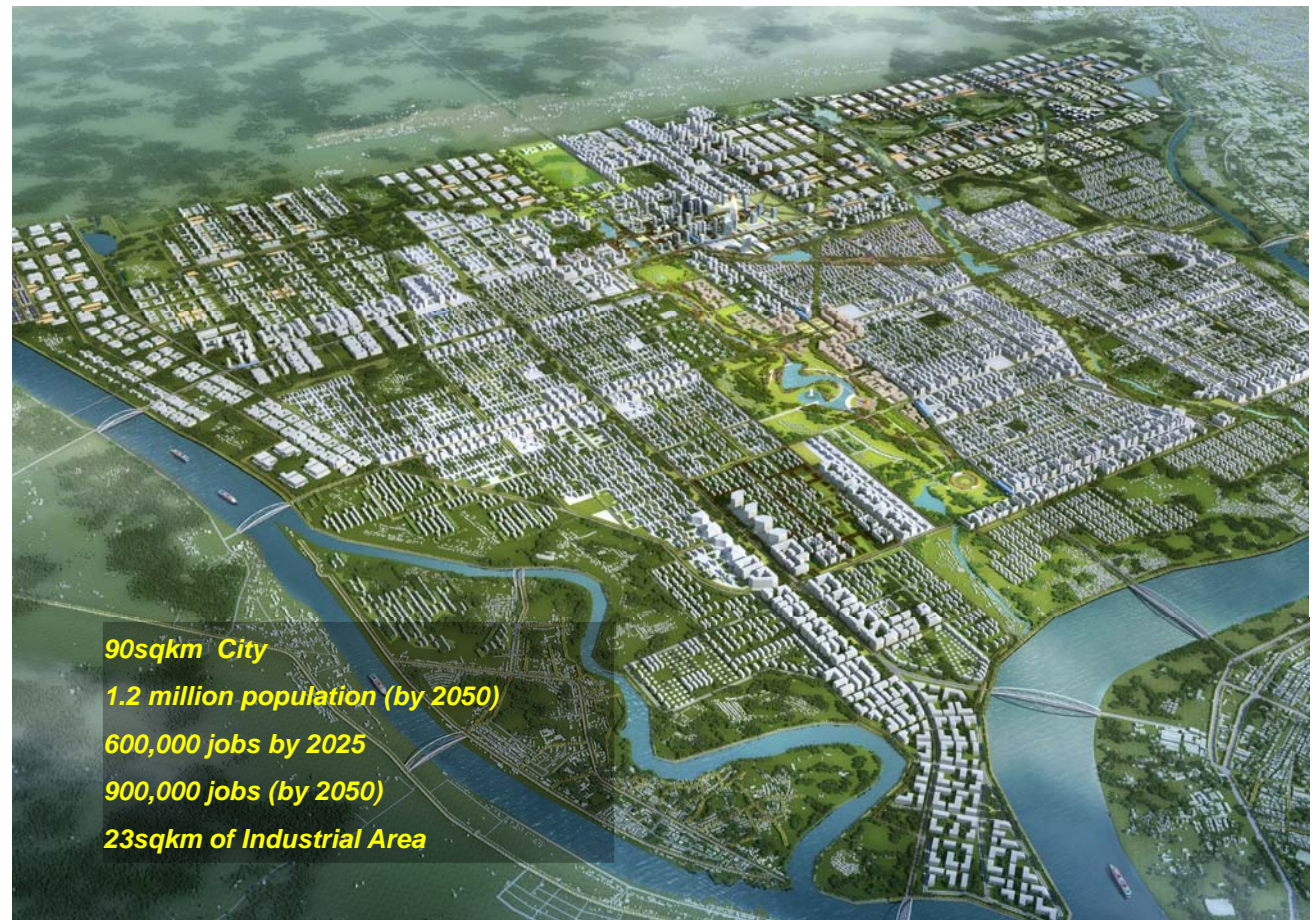 90sqkm City
1.2 million population (by 2050)
600,000 jobs by 2025
900,000 jobs (by 2050)
23sqkm of Industrial Area